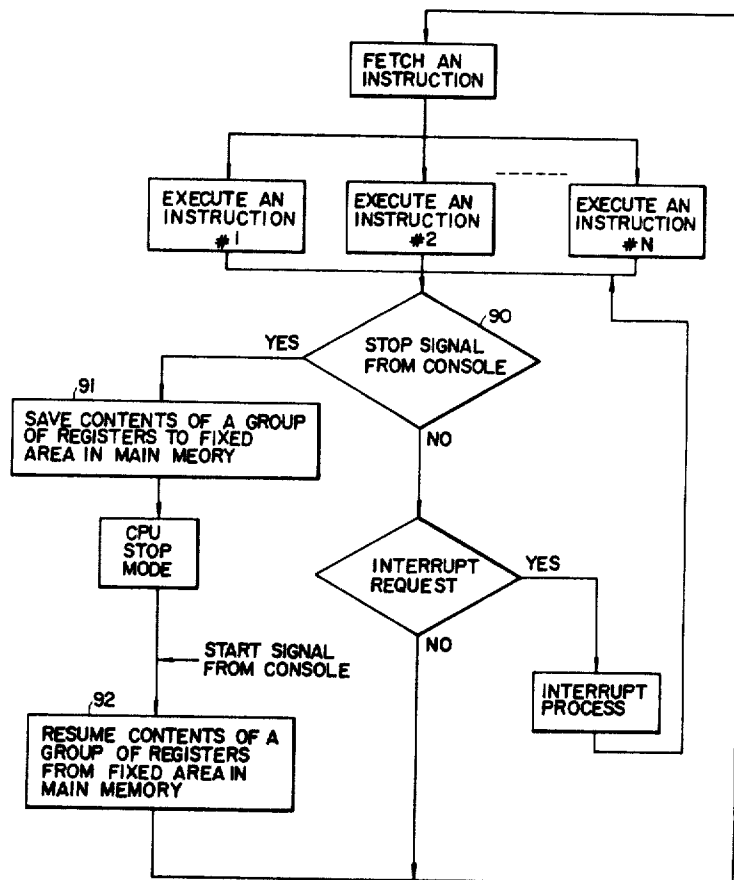 FETCH AN
INSTRUCTION
EXECUTE AN
INSTRUCTION
#1
EXECUTE AN
INSTRUCTION
#2
EXECUTE AN
INSTRUCTION
#N
90
STOP SIGNAL
FROM CONSOLE
YES
NO
91
SAVE CONTENTS OF A GROUP
OF REGISTERS TO FIXED
AREA IN MAIN MEORY
CPU
STOP
MODE
INTERRUPT
REQUEST
YES
NO
START SIGNAL
FROM CONSOLE
INTERRUPT
PROCESS
92
RESUME CONTENTS OF A
GROUP OF REGISTERS
FROM FIXED AREA IN
MAIN MEMORY